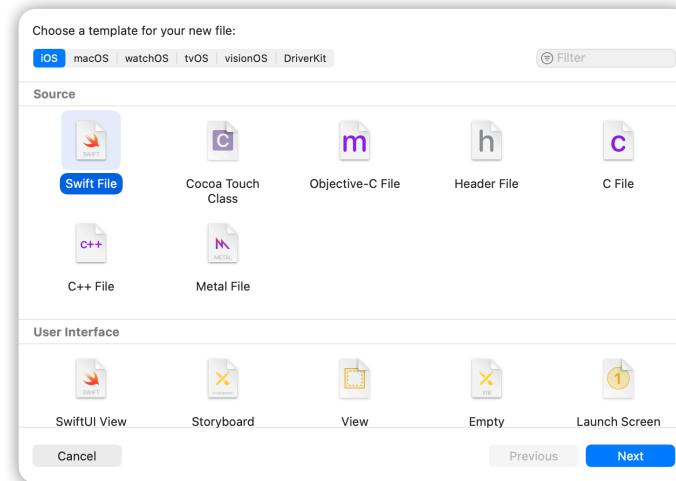 Choose a template for your new file:
iOS macOS watchOS tvOS visionOS DriverKit
Filter
Source
SWIFT
C
m
h
c
Swift File
Cocoa Touch
Class
Objective-C File
Header File
C File
C++
METAL
C++ File
Metal File
User Interface
SWIFT
XIB
1
SwiftUI View
Storyboard
View
Empty
Launch Screen
Cancel
Previous
Next